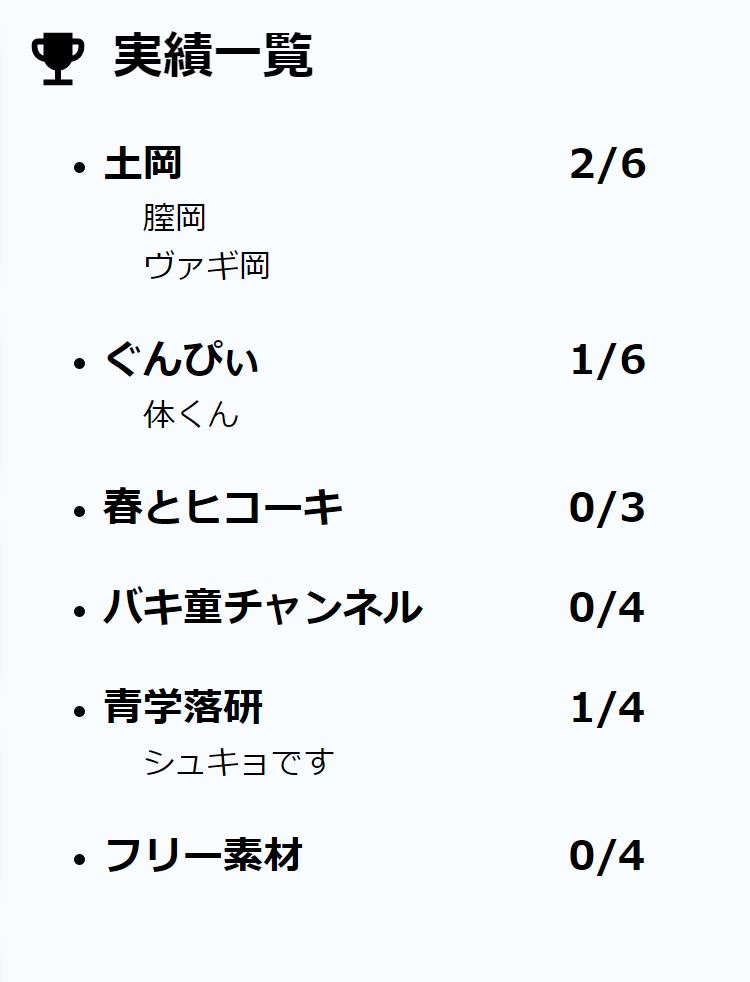 実績一覧
土岡 2/6
膣岡
ヴァギ岡
ぐんぴぃ 1/6
体くん
春とヒコーキ 0/3
バキ童チャンネル 0/4
青学落研 1/4
シュキョです
フリー素材 0/4